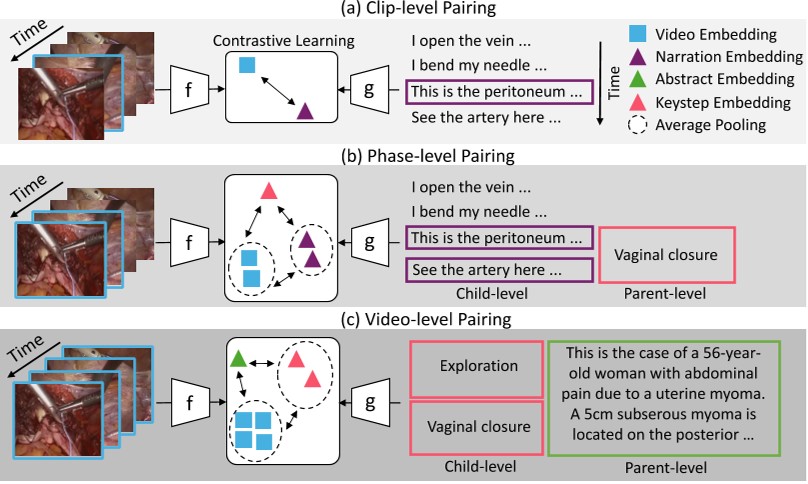 (a) Clip-level Pairing
Time
f
Contrastive Learning
g
I open the vein ...
I bend my needle ...
This is the peritoneum ...
See the artery here ...
Time
Video Embedding
Narration Embedding
Abstract Embedding
Keystep Embedding
Average Pooling
(b) Phase-level Pairing
Time
f
g
I open the vein ...
I bend my needle ...
This is the peritoneum ...
See the artery here ...
Child-level
Vaginal closure
Parent-level
(c) Video-level Pairing
Time
f
g
Exploration
Vaginal closure
Child-level
This is the case of a 56-year-
old woman with abdominal
pain due to a uterine myoma.
A 5cm subserous myoma is
located on the posterior ...
Parent-level